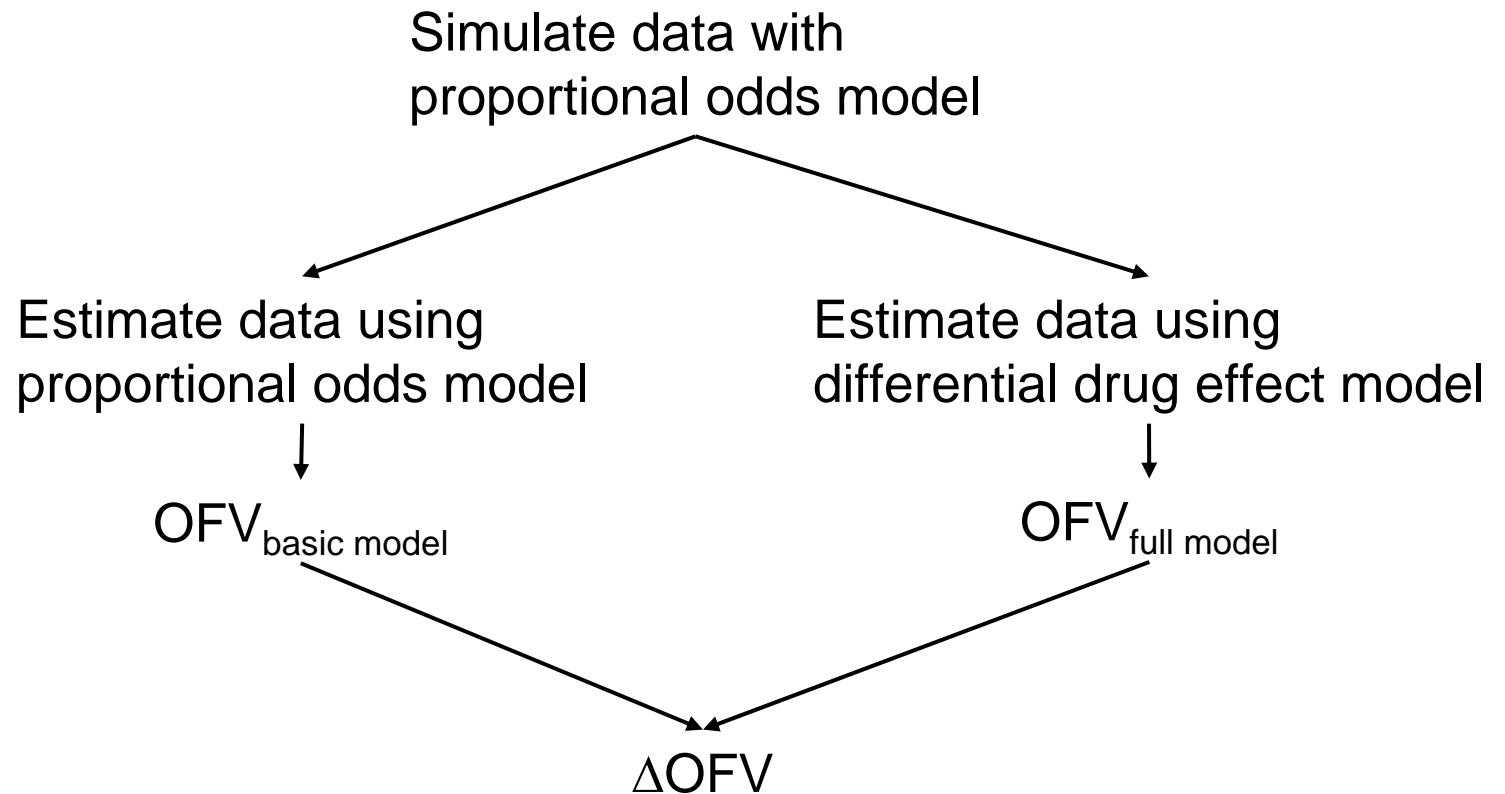 Simulate data with
proportional odds model
Estimate data using
proportional odds model
Estimate data using
differential drug effect model
OFVbasic model
OFVfull model
ΔOFV